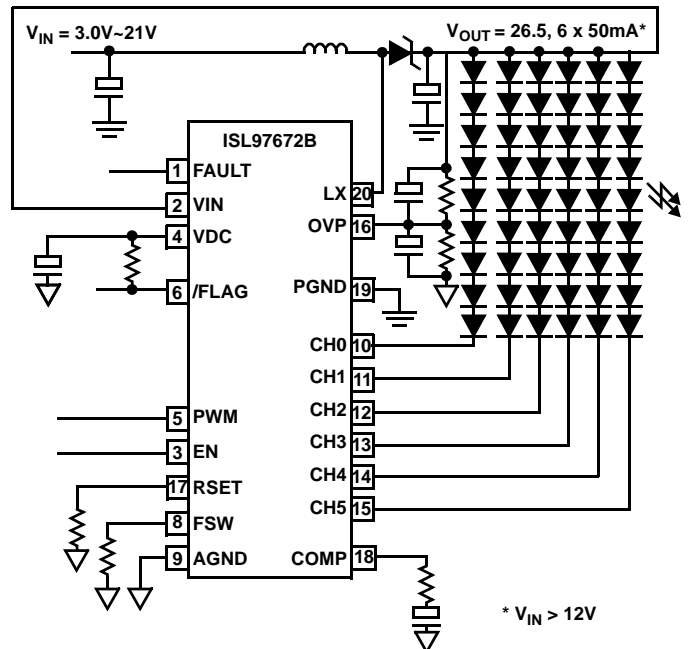 V_IN = 3.0V~21V
V_OUT = 26.5, 6 x 50mA*
ISL97672B
1 FAULT
2 VIN
4 VDC
6 /FLAG
5 PWM
3 EN
17 RSET
8 FSW
9 AGND
LX 20
OVP 16
PGND 19
CH0 10
CH1 11
CH2 12
CH3 13
CH4 14
CH5 15
COMP 18
* V_IN > 12V